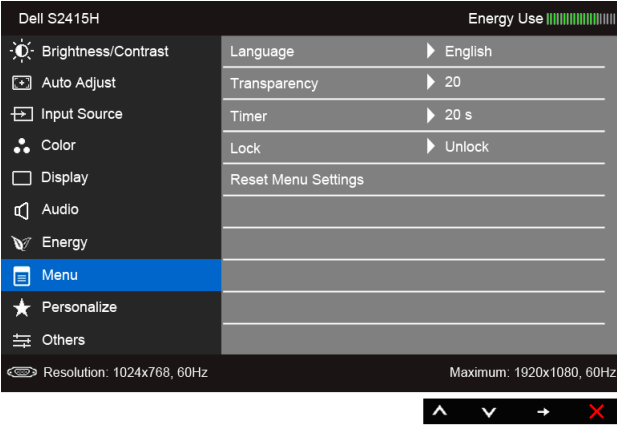 Dell S2415H Energy Use
Brightness/Contrast Language English
Auto Adjust Transparency 20
Input Source Timer 20 s
Color Lock Unlock
Display Reset Menu Settings
Audio
Energy
Menu
Personalize
Others
Resolution: 1024x768, 60Hz Maximum: 1920x1080, 60Hz